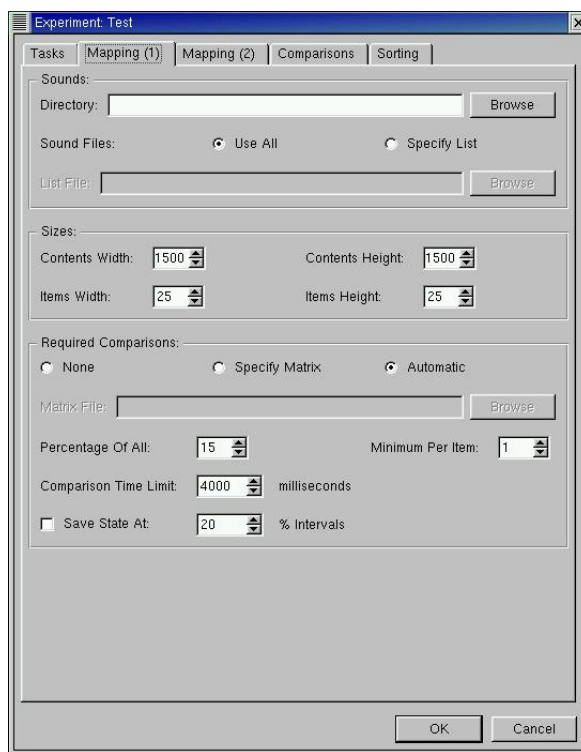 Experiment: Test
Tasks Mapping (1) Mapping (2) Comparisons Sorting
Sounds:
Directory: Browse
Sound Files: Use All Specify List
List File: Browse
Sizes:
Contents Width: 1500 Contents Height: 1500
Items Width: 25 Items Height: 25
Required Comparisons:
None Specify Matrix Automatic
Matrix File: Browse
Percentage Of All: 15 Minimum Per Item: 1
Comparison Time Limit: 4000 milliseconds
Save State At: 20 % Intervals
OK Cancel